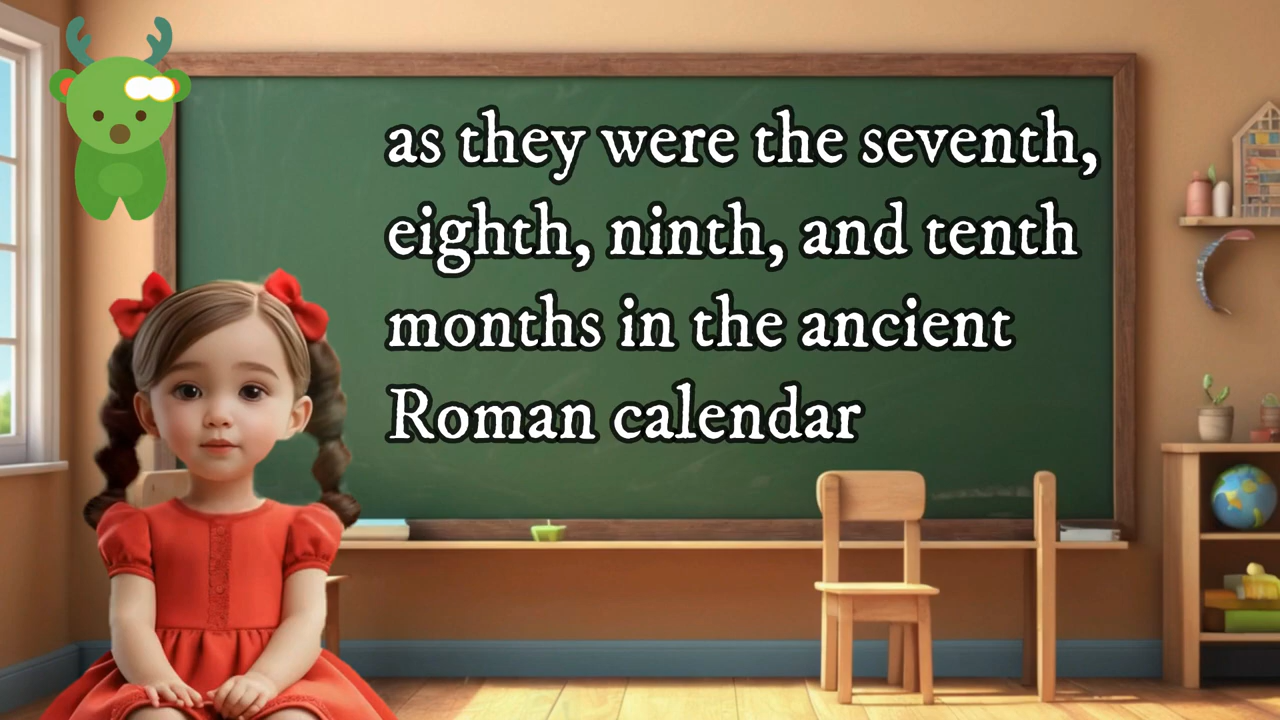 as they were the seventh,
eighth, ninth, and tenth
months in the ancient
Roman calendar